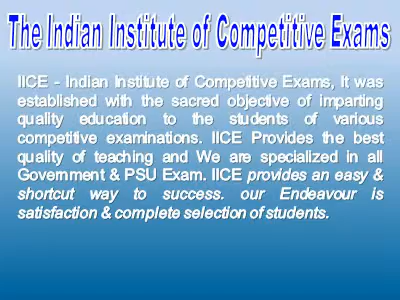 The Indian Institute of Competitive Exams
IICE - Indian Institute of Competitive Exams, It was
established with the sacred objective of imparting
quality education to the students of various
competitive examinations. IICE Provides the best
quality of teaching and We are specialized in all
Government & PSU Exam. IICE provides an easy &
shortcut way to success. our Endeavour is
satisfaction & complete selection of students.